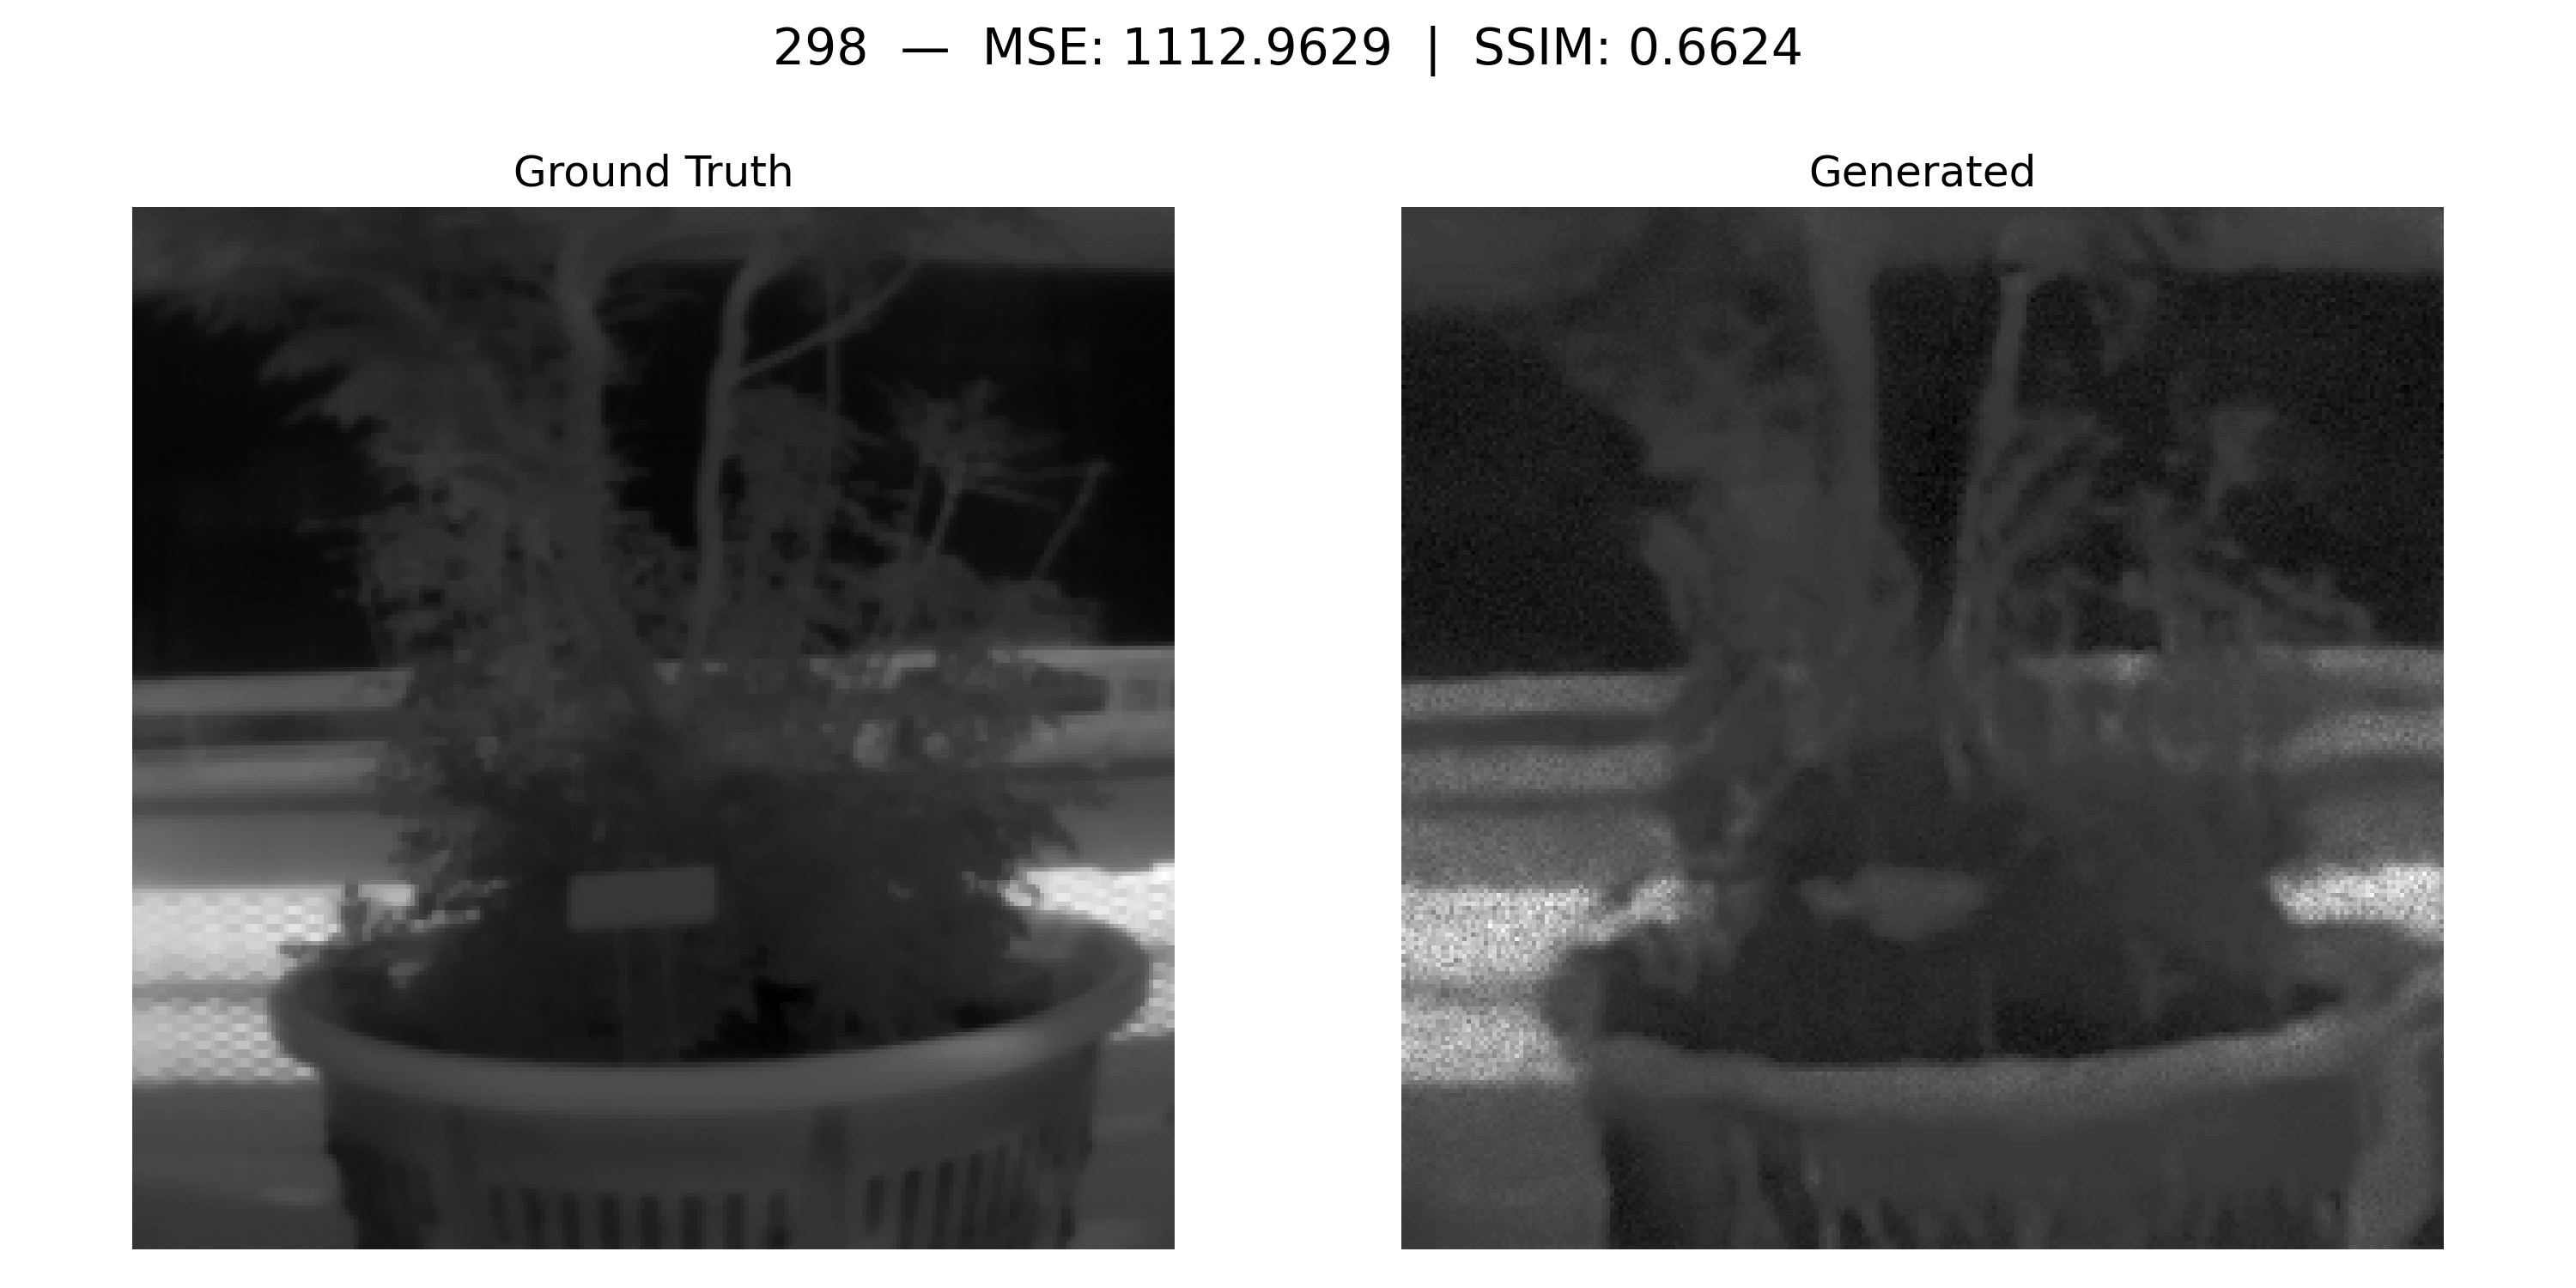 298 — MSE: 1112.9629 | SSIM: 0.6624
Ground Truth
Generated